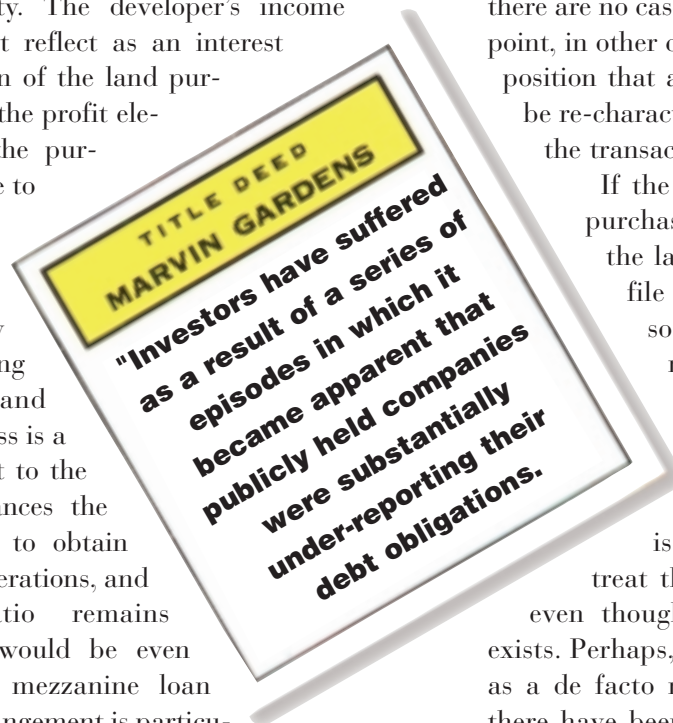 ty. The developer's income
t reflect as an interest
n of the land pur-
the profit ele-
he pur-
e to
ng
and
ss is a
t to the
ances the
to obtain
erations, and
tio remains
would be even
mezzanine loan
ngement is particu-
TITLE DEED
MARVIN GARDENS
"Investors have suffered
as a result of a series of
episodes in which it
became apparent that
publicly held companies
were substantially
under-reporting their
debt obligations.
there are no cas
point, in other
position that a
be re-charac
the transac
If the
purchas
the la
file
so
is
treat th
even though
exists. Perhaps,
as a de facto
there have been